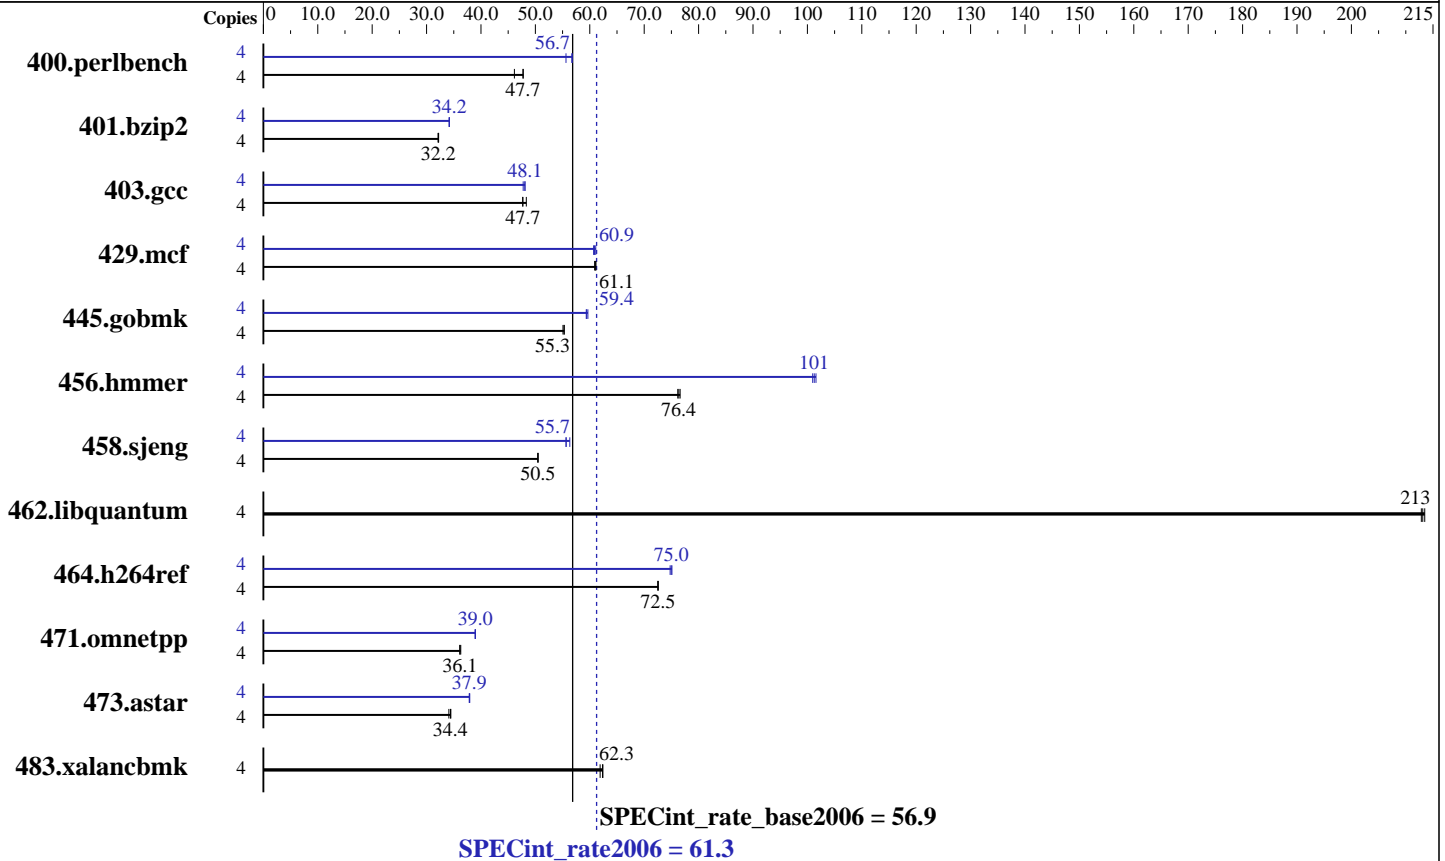 Copies 0 10.0 20.0 30.0 40.0 50.0 60.0 70.0 80.0 90.0 100 110 120 130 140 150 160 170 180 190 200 215
400.perlbench 4 56.7
4 47.7
401.bzip2 4 34.2
4 32.2
403.gcc 4 48.1
4 47.7
429.mcf 4 60.9
4 61.1
445.gobmk 4 59.4
4 55.3
456.hmmer 4 101
4 76.4
458.sjeng 4 55.7
4 50.5
462.libquantum 4 213
464.h264ref 4 75.0
4 72.5
471.omnetpp 4 39.0
4 36.1
473.astar 4 37.9
4 34.4
483.xalancbmk 4 62.3
SPECint_rate_base2006 = 56.9
SPECint_rate2006 = 61.3